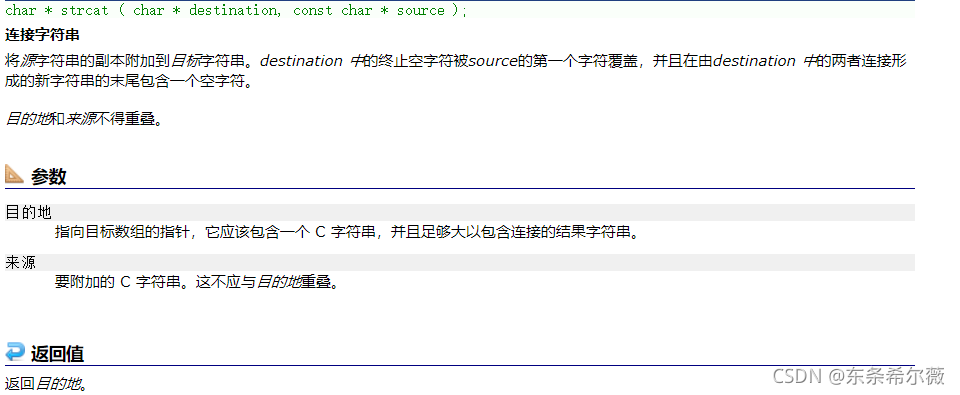 char * strcat ( char * destination, const char * source );
连接字符串
将源字符串的副本附加到目标字符串。destination 中的终止空字符被source的第一个字符覆盖，并且在由destination 中的两者连接形
成的新字符串的末尾包含一个空字符。
目的地和来源不得重叠。
参数
目的地
指向目标数组的指针，它应该包含一个 C 字符串，并且足够大以包含连接的结果字符串。
来源
要附加的 C 字符串。这不应与目的地重叠。
返回值
返回目的地。
CSDN @东条希尔薇